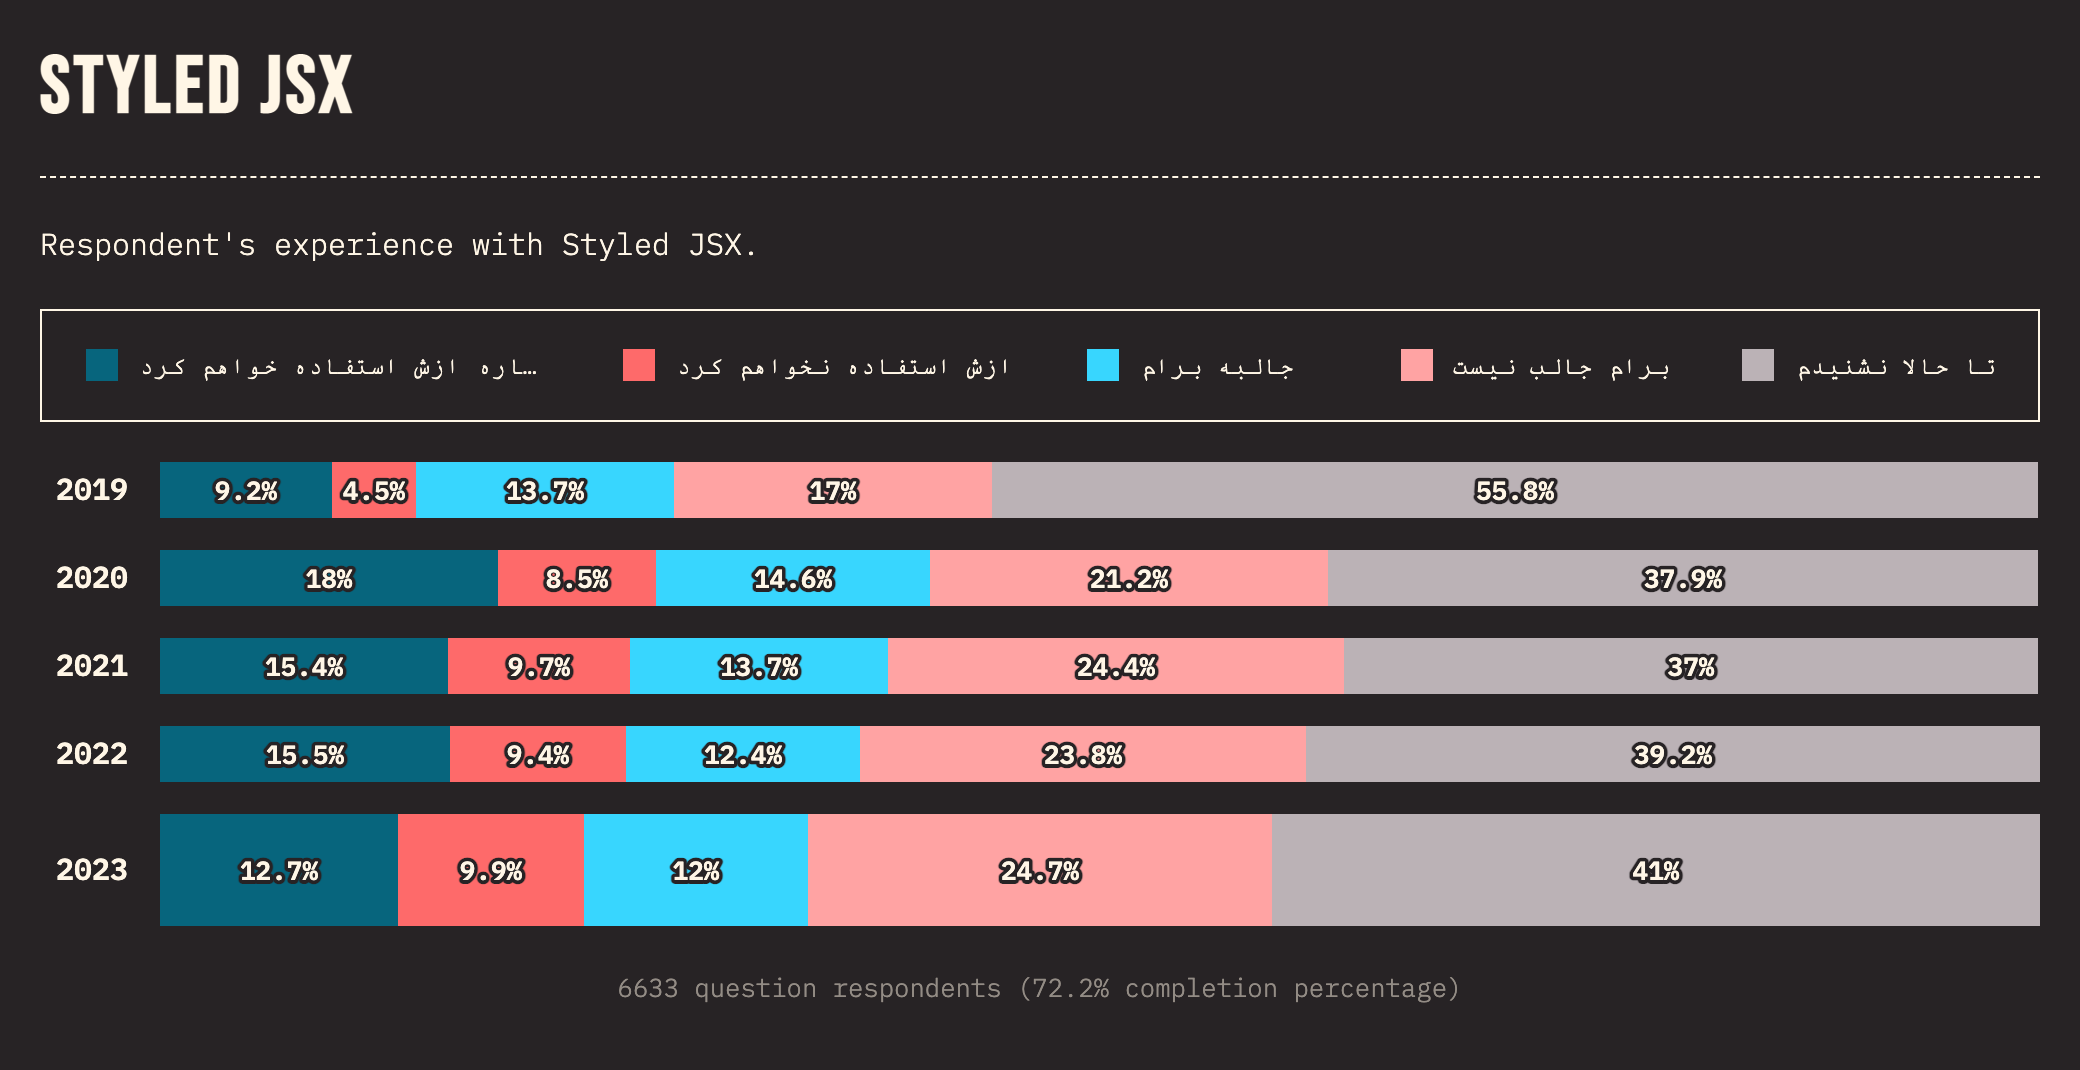 STYLED JSX
Respondent's experience with Styled JSX.
…اره ازش استفاده خواهم کرد
ازش استفاده نخواهم کرد
جالبه برام
برام جالب نیست
تا حالا نشنیدم
2019 9.2% 4.5% 13.7% 17% 55.8%
2020 18% 8.5% 14.6% 21.2% 37.9%
2021 15.4% 9.7% 13.7% 24.4% 37%
2022 15.5% 9.4% 12.4% 23.8% 39.2%
2023 12.7% 9.9% 12% 24.7% 41%
6633 question respondents (72.2% completion percentage)